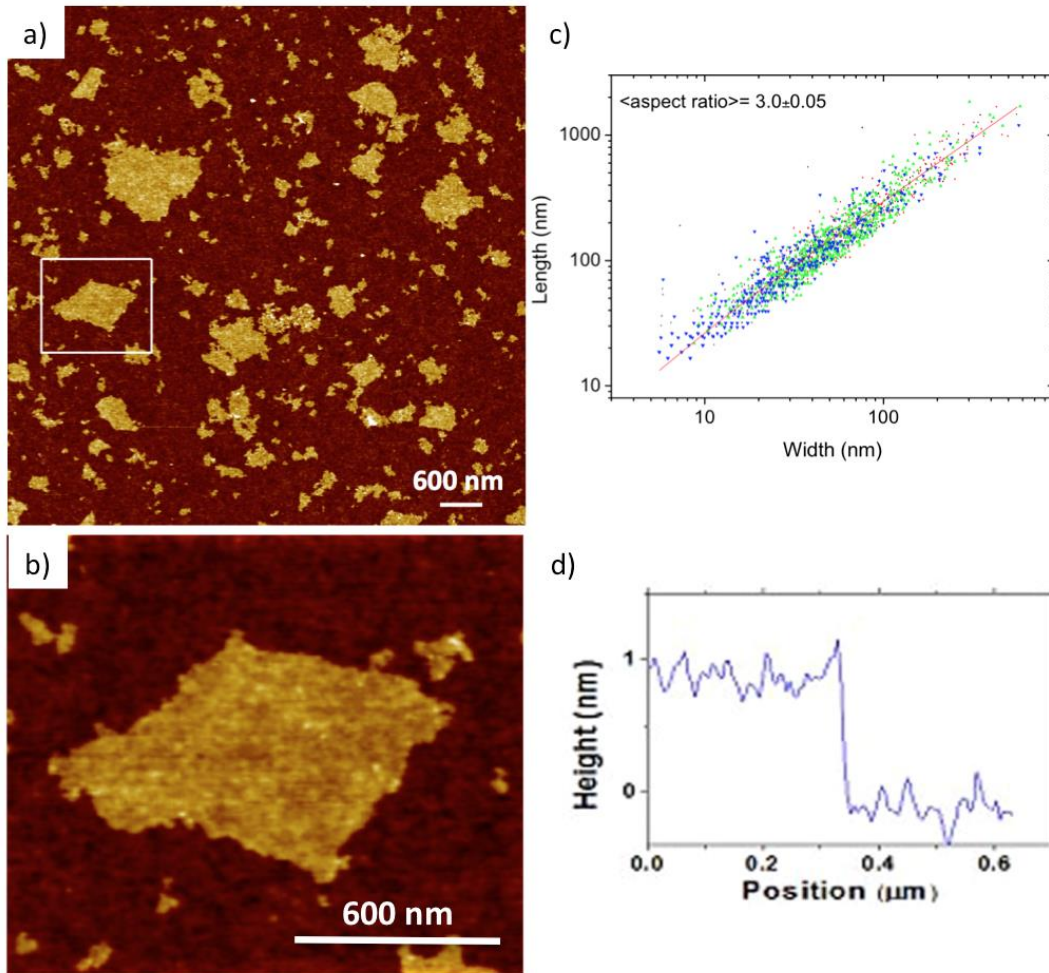 a)
600 nm
b)
600 nm
c)
<aspect ratio>= 3.0±0.05
1000
100
10
Length (nm)
10
100
Width (nm)
d)
1
0
Height (nm)
0.0
0.2
0.4
0.6
Position (μm)